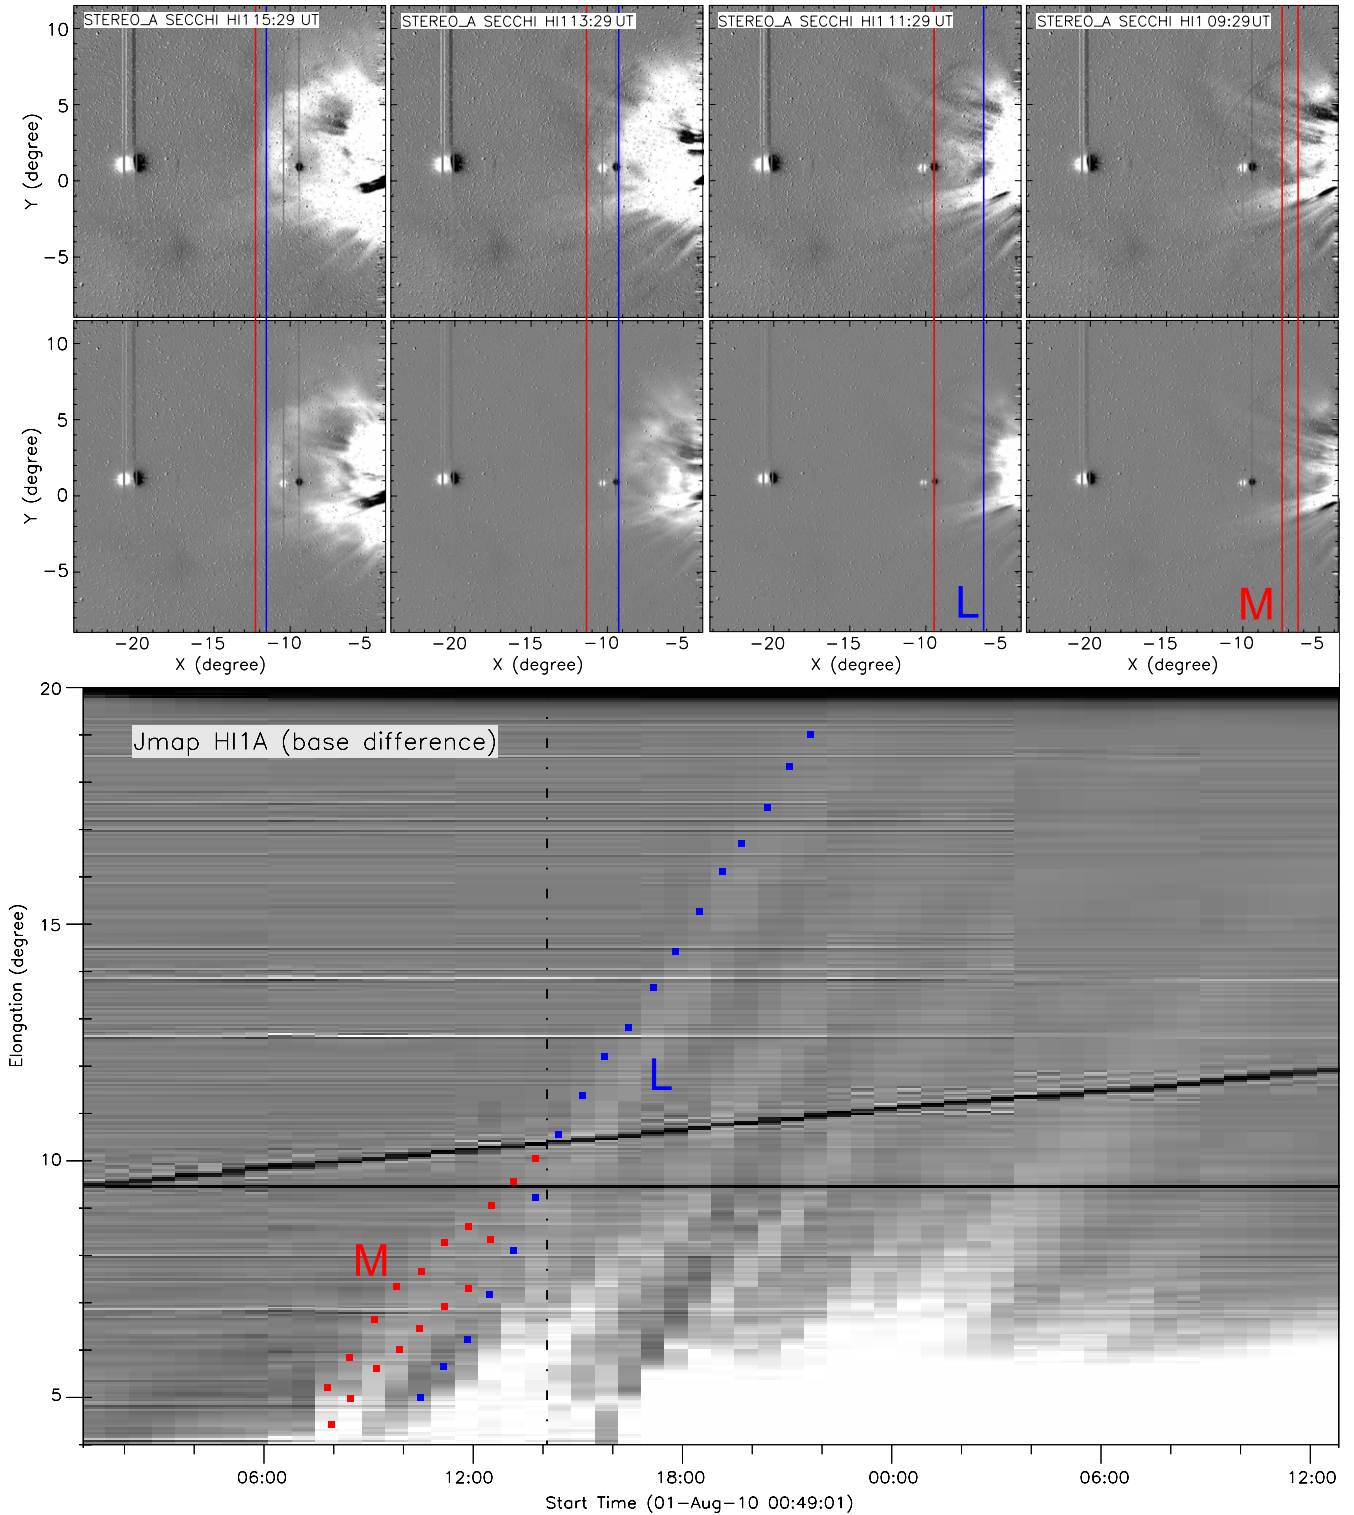 STEREO_A SECCHI HI1 15:29 UT
STEREO_A SECCHI HI1 13:29 UT
STEREO_A SECCHI HI1 11:29 UT
STEREO_A SECCHI HI1 09:29UT
10
5
0
−5
Y (degree)
10
5
0
−5
Y (degree)
L
M
−20 −15 −10 −5
−20 −15 −10 −5
−20 −15 −10 −5
−20 −15 −10 −5
X (degree)
X (degree)
X (degree)
X (degree)
20
15
10
5
Elongation (degree)
Jmap HI1A (base difference)
L
M
06:00 12:00 18:00 00:00 06:00 12:00
Start Time (01−Aug−10 00:49:01)